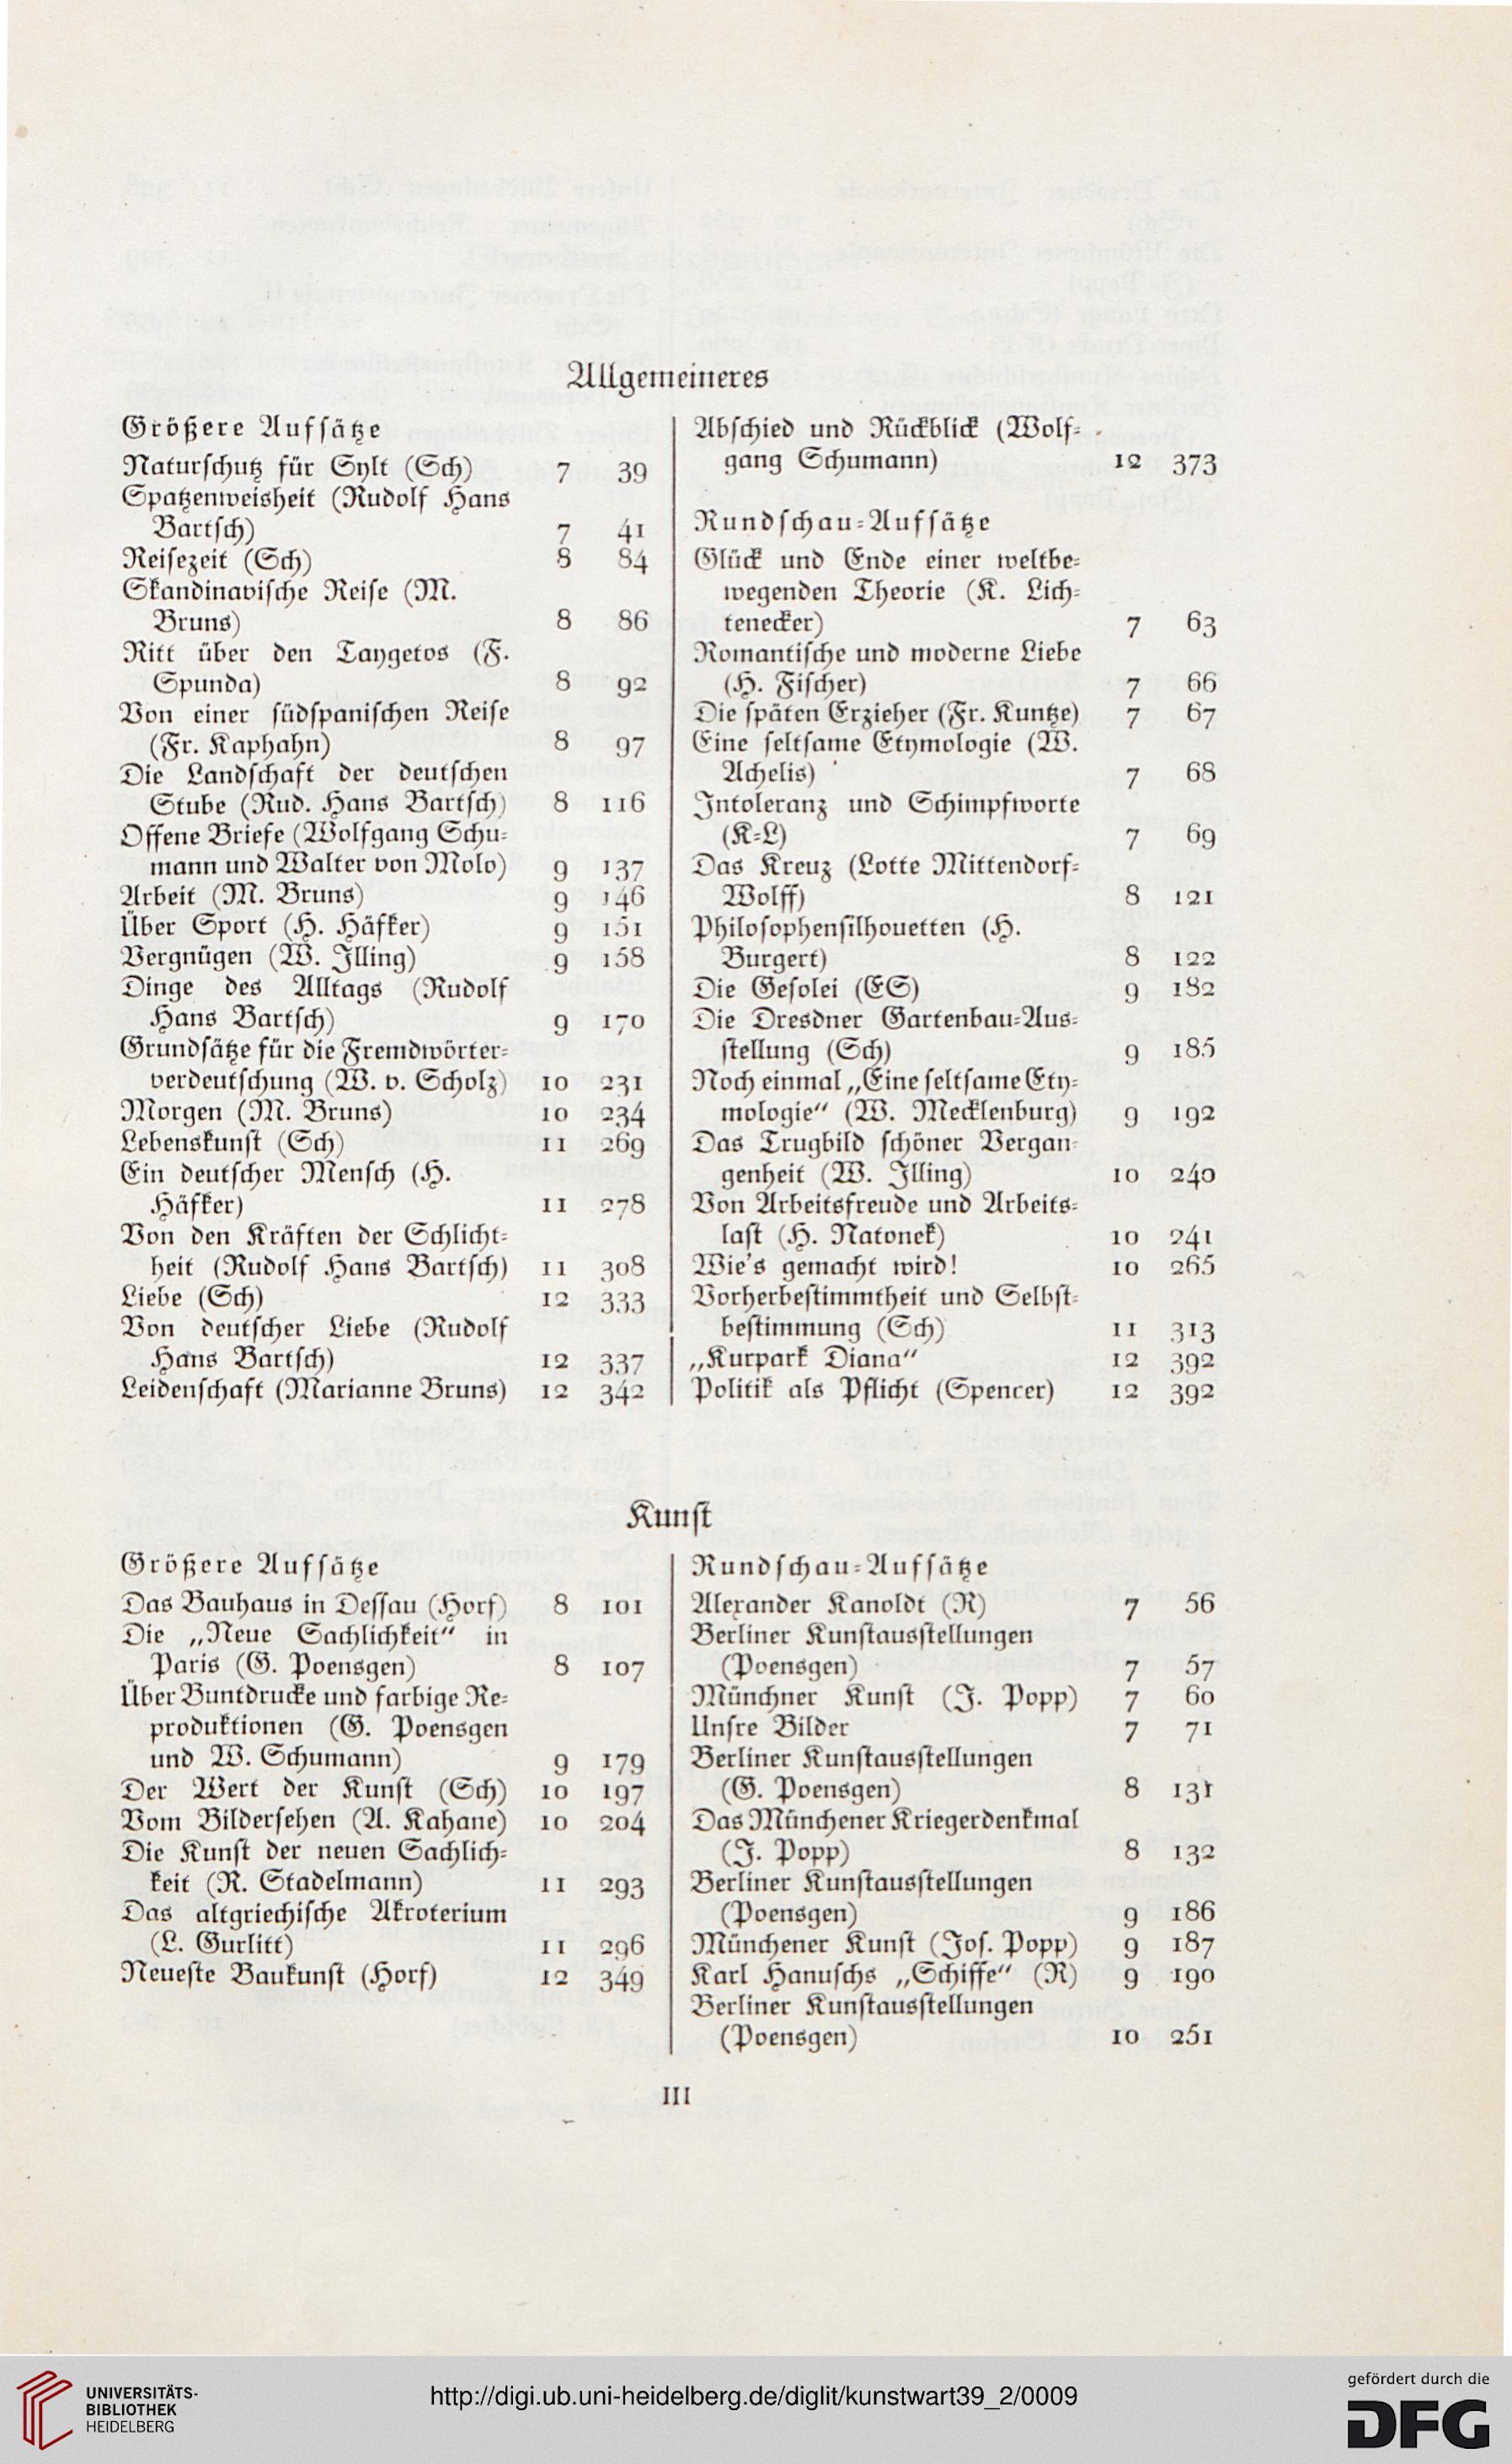 Allgemeineres
Größere Aufsätze
Naturschutz für Sylt (Sch) 7 39
Spatzenweisheit (Rudolf Hans
Bartsch) 7 41
Reisezeit (Sch) 8 84
Skandinavische Reise (M.
Bruns) 8 86
Ritt über den Taygetos (F.
Spunda) 8 92
Von einer südspanischen Reise
(Fr. Kaphahn) 8 97
Die Landschaft der deutschen
Stube (Rud. Hans Bartsch) 8 116
Offene Briefe (Wolfgang Schu-
mann und Walter von Molo) 9 137
Arbeit (M. Bruns) 9 146
Über Sport (H. Häfker) 9 151
Vergnügen (W. Illing) 9 158
Dinge des Alltags (Rudolf
Hans Bartsch) 9 170
Grundsätze für die Fremdwörter-
verdeutschung (W. v. Scholz) 10 231
Morgen (M. Bruns) 10 234
Lebenskunst (Sch) 11 269
Ein deutscher Mensch (H.
Häfker) 11 278
Von den Kräften der Schlicht-
heit (Rudolf Hans Bartsch) 11 308
Liebe (Sch) 12 333
Von deutscher Liebe (Rudolf
Hans Bartsch) 12 337
Leidenschaft (Marianne Bruns) 12 342
Abschied und Rückblick (Wolf-
gang Schumann) 12 373
Rundschau-Aufsätze
Glück und Ende einer weltbe-
wegenden Theorie (K. Lich-
tenecker) 7 63
Romantische und moderne Liebe
(H. Fischer) 7 66
Die späten Erzieher (Fr. Kuntze) 7 67
Eine seltsame Etymologie (W.
Achelis) 7 68
Intoleranz und Schimpfworte
(K-L) 7 69
Das Kreuz (Lotte Mittendorf-
Wolff) 8 121
Philosophensilhouetten (H.
Burgert) 8 122
Die Gesolei (ES) 9 182
Die Dresdner Gartenbau-Aus-
stellung (Sch) 9 185
Noch einmal „Eine seltsame Ety-
mologie“ (W. Mecklenburg) 9 192
Das Trugbild schöner Vergan-
genheit (W. Illing) 10 240
Von Arbeitsfreude und Arbeits-
last (H. Natonek) 10 241
Wie's gemacht wird! 10 265
Vorherbestimmtheit und Selbst-
bestimmung (Sch) 11 313
„Kurpark Diana“ 12 392
Politik als Pflicht (Spencer) 12 392
Kunst
Größere Aufsätze
Das Bauhaus in Dessau (Horf) 8 101
Die „Neue Sachlichkeit“ in
Paris (G. Poensgen) 8 107
Über Buntdrucke und farbige Re-
produktionen (G. Poensgen
und W. Schumann) 9 179
Der Wert der Kunst (Sch) 10 197
Vom Bildersehen (A. Kahane) 10 204
Die Kunst der neuen Sachlich-
keit (R. Stadelmann) 11 293
Das altgriechische Akroterium
(L. Gurlitt) 11 296
Neueste Baukunst (Horf) 12 349
Rundschau-Aufsätze
Alexander Kanoldt (R) 7 56
Berliner Kunstausstellungen
(Poensgen) 7 57
Münchner Kunst (J. Popp) 7 60
Unsre Bilder 7 71
Berliner Kunstausstellungen
(G. Poensgen) 8 131
Das Münchener Kriegerdenkmal
(J. Popp) 8 132
Berliner Kunstausstellungen
(Poensgen) 9 186
Münchener Kunst (Jos. Popp) 9 187
Karl Hanuschs „Schiffe“ (R) 9 190
Berliner Kunstausstellungen
(Poensgen) 10 251
III
UNIVERSITÄTS-
BIBLIOTHEK
HEIDELBERG
http://digi.ub.uni-heidelberg.de/diglit/kunstwart39_2/0009
gefördert durch die
DFG